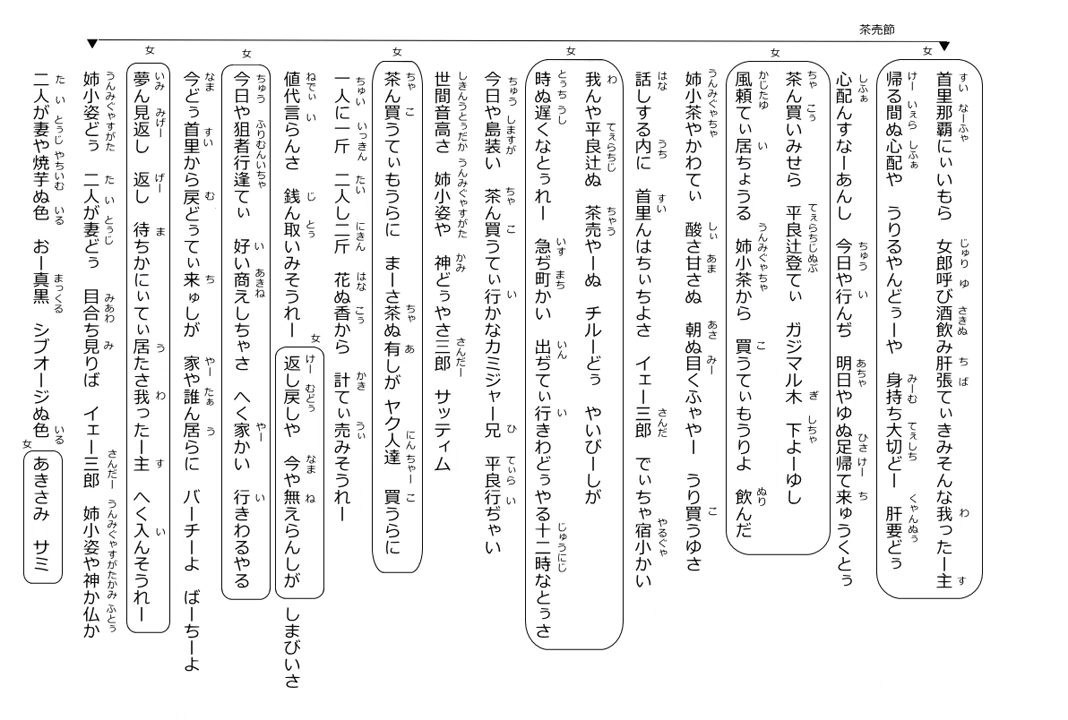 茶売節
女
首里那覇にぃいもら 女郎呼び酒飲み肝張てぃきみそんな我ったー主
帰る間ぬ心配や うりるやんどぅーや 身持ち大切どー 肝要どぅ
心配んすなーあんし 今日や行んぢ 明日やゆぬ足帰て来ゅうくとぅ
女
茶ん買いみせら 平良辻登てぃ ガジマル木 下よーゆし
風頼てぃ居ちょうる 姉小茶から 買うてぃもうりよ 飲んだ
姉小茶やかわてぃ 酸さ甘さぬ 朝ぬ目くふゃやー うり買うゆさ
話しする内に 首里んはちぃちよさ イェー三郎 でぃちゃ宿小かい
女
我んや平良辻ぬ 茶売やーぬ チルーどぅ やいびーしが
時ぬ遅くなとぅれー 急ぢ町かい 出ぢてぃ行きわどぅやる十二時なとぅさ
今日や島装い 茶ん買うてぃ行かなカミジャー兄 平良行ぢゃい
世間音高さ 姉小姿や 神どぅやさ三郎 サッティム
女
茶ん買うてぃもうらに まーさ茶ぬ有しが ヤク人達 買うらに
一人に一斤 二人し二斤 花ぬ香から 計てぃ売みそうれー
値代言らんさ 銭ん取いみそうれー
女
返し戻しや 今や無えらんしが
しまびいさ
女
今日や狙者行逢てぃ 好い商えしちゃさ へく家かい 行きわるやる
今どぅ首里から戻どぅてぃ来ゅしが 家や誰ん居らに バーチーよ ばーちーよ
女
夢ん見返し 返し 待ちかにぃてぃ居たさ我ったー主 へく入んそうれー
姉小姿どぅ 二人が妻どぅ 目合ち見りば イェー三郎 姉小姿や神か仏か
二人が妻や焼芋ぬ色 おー真黒 シブオージぬ色
女
あきさみ サミ